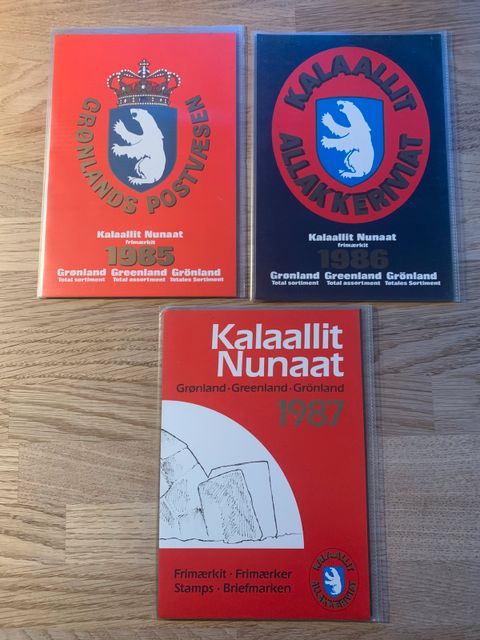 GRØNLANDS POSTVÆSEN
Kalaallit Nunaat
frimærkit
1985
Grønland Greenland Grönland
Total sortiment Total assortment Totales Sortiment
KALAALLIT
ALLAKKERIVIAT
Kalaallit Nunaat
frimærkit
1986
Grønland Greenland Grönland
Total sortiment Total assortment Totales Sortiment
Kalaallit
Nunaat
Grønland · Greenland · Grönland
1987
Frimærkit · Frimærker
Stamps · Briefmarken
KALAALLIT
ALLAKKERIVIAT